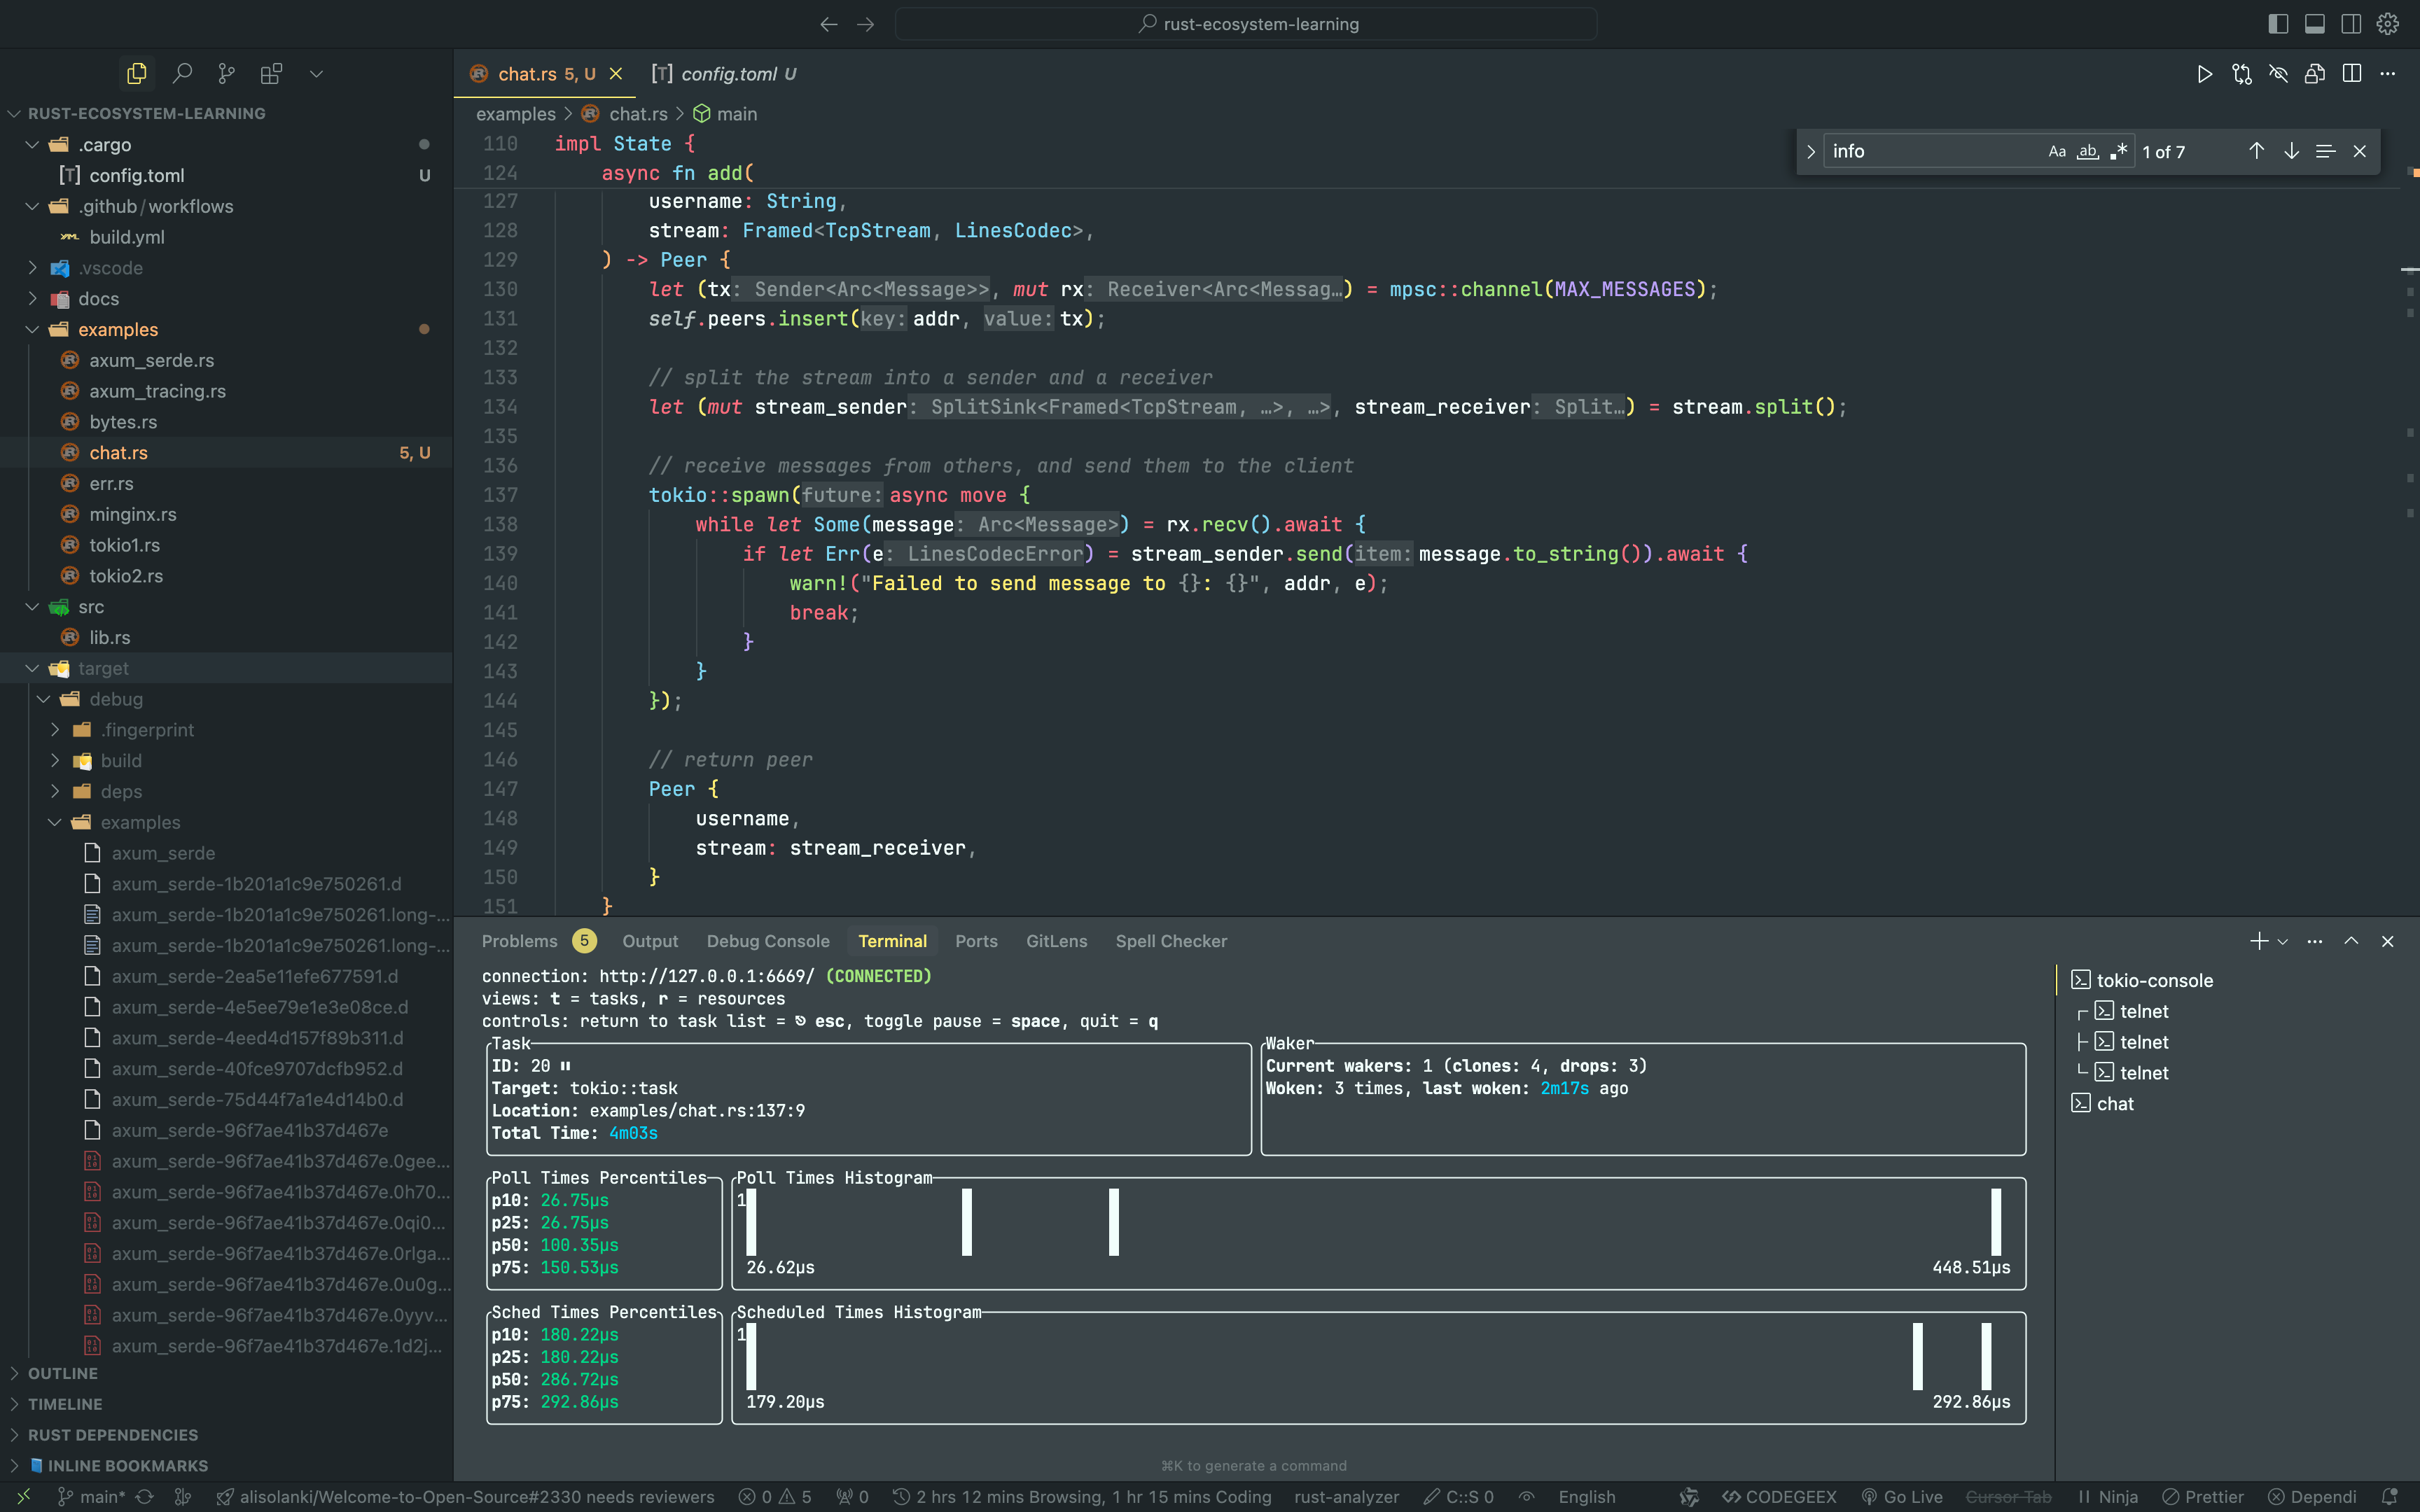 rust-ecosystem-learning
RUST-ECOSYSTEM-LEARNING
.cargo
[T] config.toml U
.github/workflows
build.yml
.vscode
docs
examples
axum_serde.rs
axum_tracing.rs
bytes.rs
chat.rs 5, U
err.rs
minginx.rs
tokio1.rs
tokio2.rs
src
lib.rs
target
debug
.fingerprint
build
deps
examples
axum_serde
axum_serde-1b201a1c9e750261.d
axum_serde-1b201a1c9e750261.long-...
axum_serde-1b201a1c9e750261.long-...
axum_serde-2ea5e11efe677591.d
axum_serde-4e5ee79e1e3e08ce.d
axum_serde-4eed4d157f89b311.d
axum_serde-40fce9707dcfb952.d
axum_serde-75d44f7a1e4d14b0.d
axum_serde-96f7ae41b37d467e
axum_serde-96f7ae41b37d467e.0gee...
axum_serde-96f7ae41b37d467e.0h70...
axum_serde-96f7ae41b37d467e.0qi0...
axum_serde-96f7ae41b37d467e.0rlga...
axum_serde-96f7ae41b37d467e.0u0g...
axum_serde-96f7ae41b37d467e.0yyv...
axum_serde-96f7ae41b37d467e.1d2j...
OUTLINE
TIMELINE
RUST DEPENDENCIES
INLINE BOOKMARKS
chat.rs 5, U [T] config.toml U
examples > chat.rs > main
info Aa ab 1 of 7
110 impl State {
124 async fn add(
127 username: String,
128 stream: Framed<TcpStream, LinesCodec>,
129 ) -> Peer {
130 let (tx: Sender<Arc<Message>>, mut rx: Receiver<Arc<Messag…) = mpsc::channel(MAX_MESSAGES);
131 self.peers.insert(key: addr, value: tx);
132
133 // split the stream into a sender and a receiver
134 let (mut stream_sender: SplitSink<Framed<TcpStream, …>, …>, stream_receiver: Split…) = stream.split();
135
136 // receive messages from others, and send them to the client
137 tokio::spawn(future: async move {
138 while let Some(message: Arc<Message>) = rx.recv().await {
139 if let Err(e: LinesCodecError) = stream_sender.send(item: message.to_string()).await {
140 warn!("Failed to send message to {}: {}", addr, e);
141 break;
142 }
143 }
144 });
145
146 // return peer
147 Peer {
148 username,
149 stream: stream_receiver,
150 }
151 }
Problems 5 Output Debug Console Terminal Ports GitLens Spell Checker
connection: http://127.0.0.1:6669/ (CONNECTED)
views: t = tasks, r = resources
controls: return to task list = esc, toggle pause = space, quit = q
Task
ID: 20
Target: tokio::task
Location: examples/chat.rs:137:9
Total Time: 4m03s
Waker
Current wakers: 1 (clones: 4, drops: 3)
Woken: 3 times, last woken: 2m17s ago
Poll Times Percentiles
p10: 26.75µs
p25: 26.75µs
p50: 100.35µs
p75: 150.53µs
Poll Times Histogram
1
26.62µs 448.51µs
Sched Times Percentiles
p10: 180.22µs
p25: 180.22µs
p50: 286.72µs
p75: 292.86µs
Scheduled Times Histogram
1
179.20µs 292.86µs
⌘K to generate a command
tokio-console
telnet
telnet
telnet
chat
main* alisolanki/Welcome-to-Open-Source#2330 needs reviewers 0 5 0 2 hrs 12 mins Browsing, 1 hr 15 mins Coding rust-analyzer C::S 0 English CODEGEEX Go Live Cursor Tab Ninja Prettier Dependi